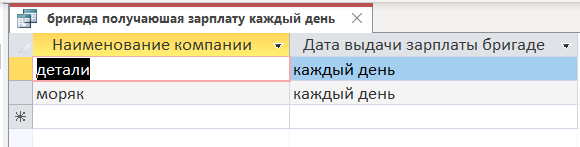 бригада получаюшая зарплату каждый день
Наименование компании Дата выдачи зарплаты бригаде
детали каждый день
моряк каждый день